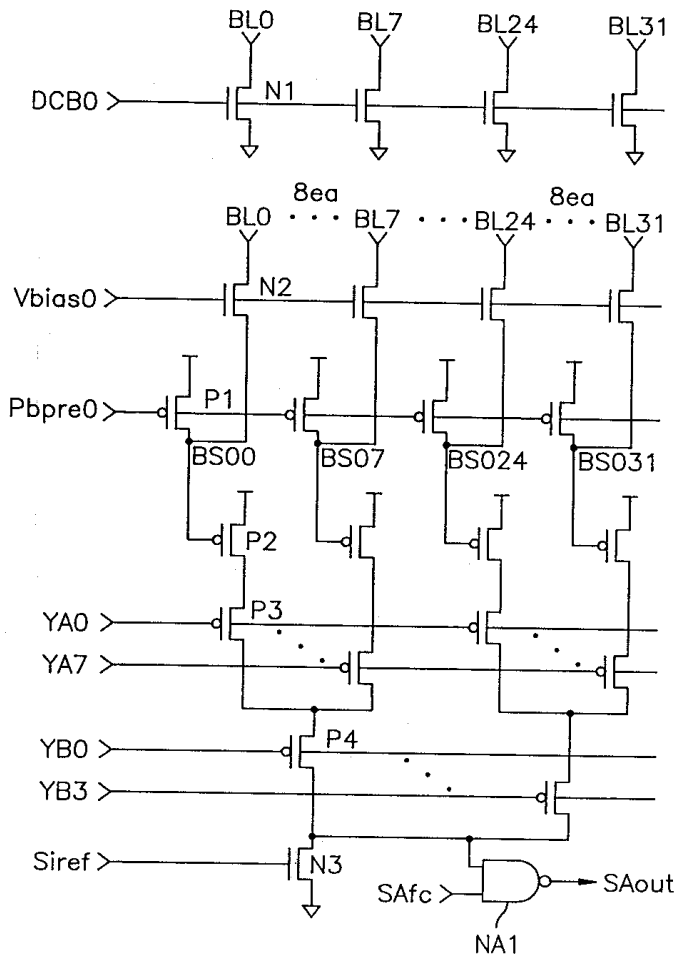 BL0 BL7 BL24 BL31
DCB0 N1
8ea 8ea
BL0 BL7 BL24 BL31
Vbias0 N2
Pbpre0 P1
BS00 BS07 BS024 BS031
P2
YA0 P3
YA7
YB0 P4
YB3
Siref N3
SAfc SAout
NA1